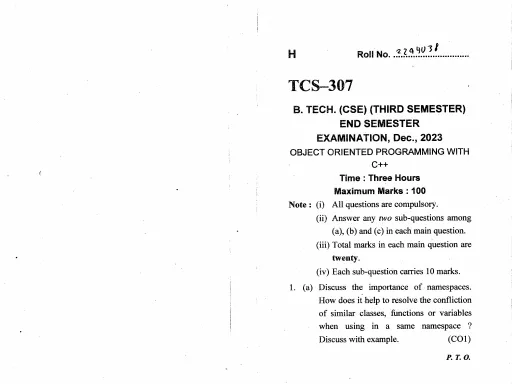 H Roll No. 2294038
TCS–307
B. TECH. (CSE) (THIRD SEMESTER)
END SEMESTER
EXAMINATION, Dec., 2023
OBJECT ORIENTED PROGRAMMING WITH
C++
Time : Three Hours
Maximum Marks : 100
Note : (i) All questions are compulsory.
(ii) Answer any two sub-questions among
(a), (b) and (c) in each main question.
(iii) Total marks in each main question are
twenty.
(iv) Each sub-question carries 10 marks.
1. (a) Discuss the importance of namespaces.
How does it help to resolve the confliction
of similar classes, functions or variables
when using in a same namespace ?
Discuss with example. (CO1)
P. T. O.